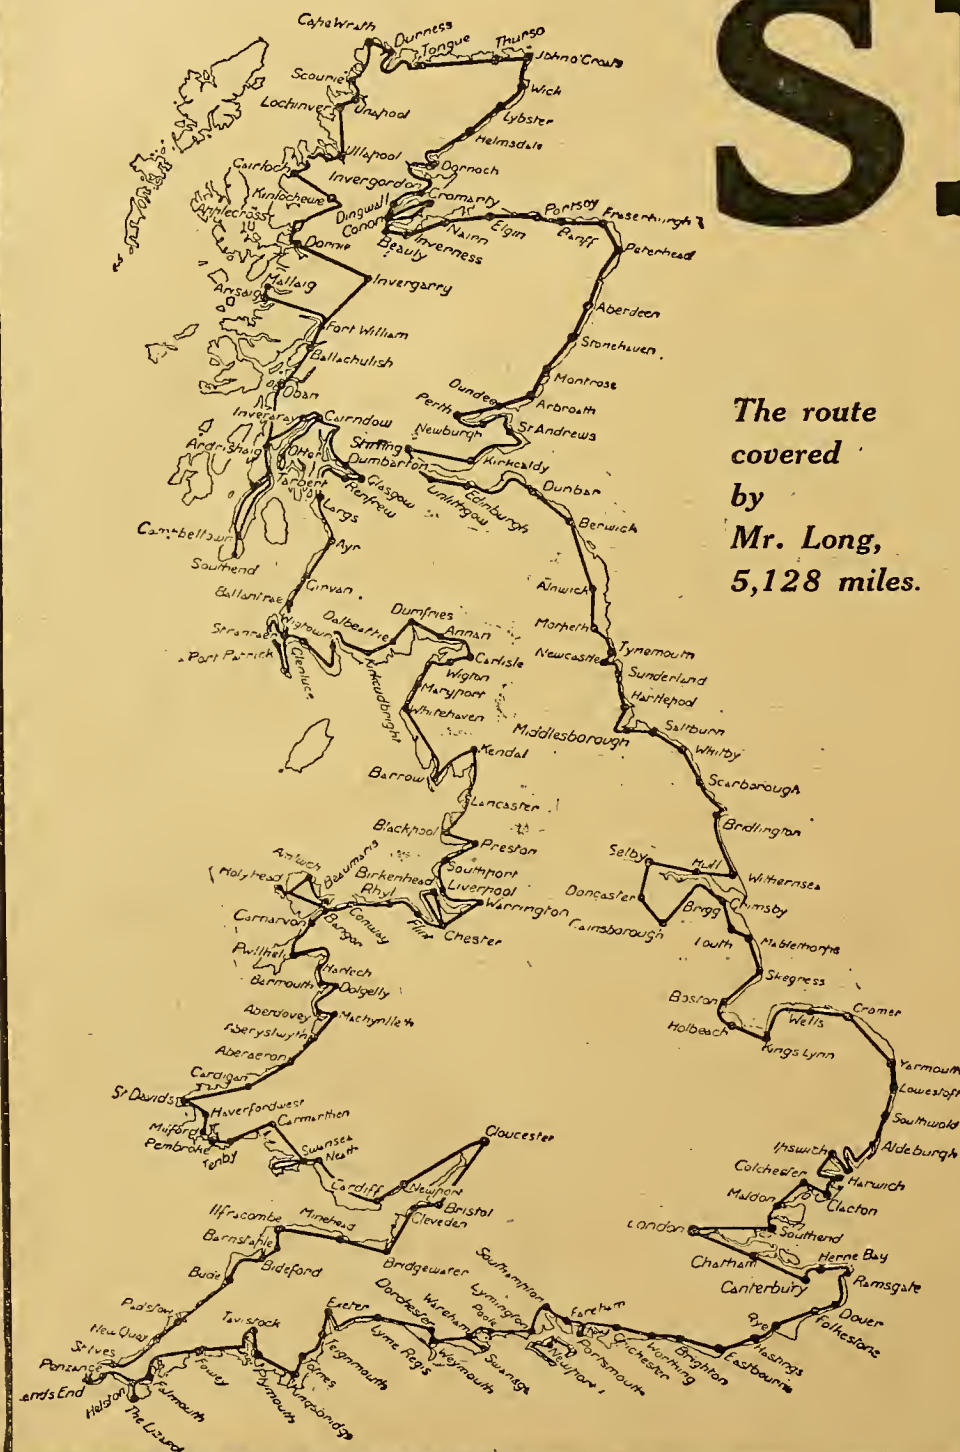 S
The route
covered
by
Mr. Long,
5,128 miles.
Cape Wrath
Durness
Tongue
Thurso
John o'Groats
Scourie
Wick
Lochinver
Unapool
Lybster
Helmsdale
Ullapool
Dornoch
Gairloch
Invergordon
Cromarty
Kinlochewe
Dingwall
Conon
Applecross
Nairn
Elgin
Portsoy
Banff
Fraserburgh
Inverness
Beauly
Peterhead
Dornie
Invergarry
Mallaig
Arisaig
Aberdeen
Fort William
Stonehaven
Ballachulish
Montrose
Oban
Dundee
Arbroath
Perth
Inveraray
Cairndow
Newburgh
St Andrews
Ardrishaig
Otter
Stirling
Kirkcaldy
Dumbarton
Tarbert
Glasgow
Renfrew
Linlithgow
Edinburgh
Dunbar
Largs
Berwick
Campbeltown
Southend
Ayr
Girvan
Ballantrae
Alnwick
Stranraer
Wigtown
Dalbeattie
Dumfries
Annan
Morpeth
Port Patrick
Glenluce
Kirkcudbright
Carlisle
Newcastle
Tynemouth
Wigton
Sunderland
Maryport
Hartlepool
Whitehaven
Middlesborough
Saltburn
Whitby
Kendal
Barrow
Scarborough
Lancaster
Bridlington
Blackpool
Preston
Selby
Hull
Withernsea
Southport
Amlwch
Beaumaris
Holyhead
Rhyl
Birkenhead
Liverpool
Warrington
Doncaster
Brigg
Grimsby
Gainsborough
Carnarvon
Bangor
Conway
Flint
Chester
Louth
Mablethorpe
Pwllheli
Harlech
Skegness
Barmouth
Dolgelly
Boston
Aberdovey
Machynlleth
Holbeach
Wells
Cromer
Kings Lynn
Aberystwyth
Aberaeron
Yarmouth
Cardigan
Lowestoft
St Davids
Haverfordwest
Carmarthen
Southwold
Milford
Pembroke
Tenby
Swansea
Neath
Gloucester
Ipswich
Aldeburgh
Colchester
Harwich
Cardiff
Newport
Maldon
Clacton
Bristol
Cleveden
Ilfracombe
Minehead
London
Southend
Barnstaple
Bideford
Bridgewater
Chatham
Herne Bay
Bude
Canterbury
Ramsgate
Padstow
Southampton
Lymington
Poole
Wareham
Dorchester
Exeter
Fareham
Dover
Folkestone
Rye
New Quay
Tavistock
Hastings
St Ives
Penzance
Eastbourne
Brighton
Worthing
Chichester
Portsmouth
Newport
Swanage
Weymouth
Lyme Regis
Teignmouth
Totnes
Kingsbridge
Plymouth
Fowey
Falmouth
The Lizard
Helston
ands End